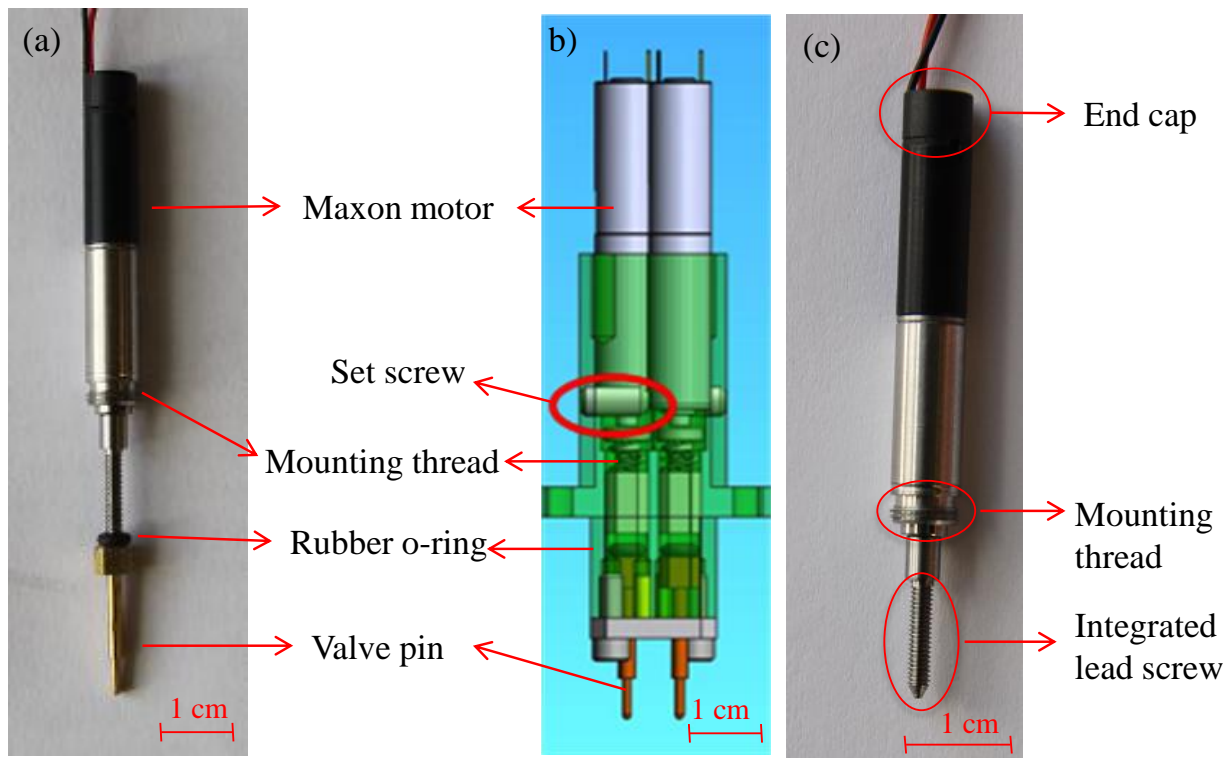 (a)
b)
(c)
End cap
Maxon motor
Set screw
Mounting thread
Rubber o-ring
Valve pin
Mounting
thread
Integrated
lead screw
1 cm
1 cm
1 cm